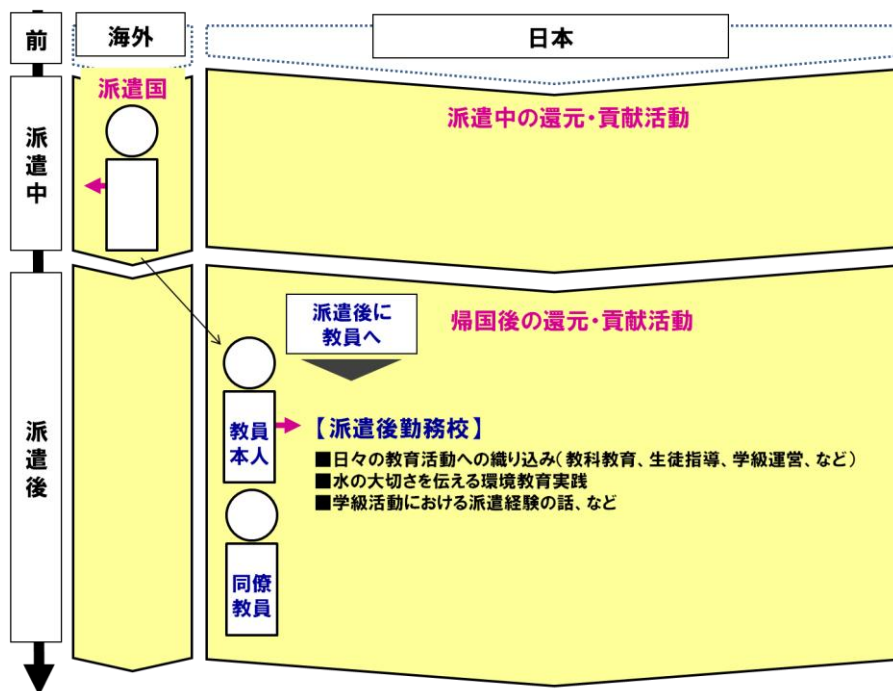 前
海外
日本
派遣中
派遣国
派遣中の還元・貢献活動
派遣後
派遣後に
教員へ
帰国後の還元・貢献活動
教員
本人
【派遣後勤務校】
■日々の教育活動への織り込み(教科教育、生徒指導、学級運営、など)
■水の大切さを伝える環境教育実践
■学級活動における派遣経験の話、など
同僚
教員